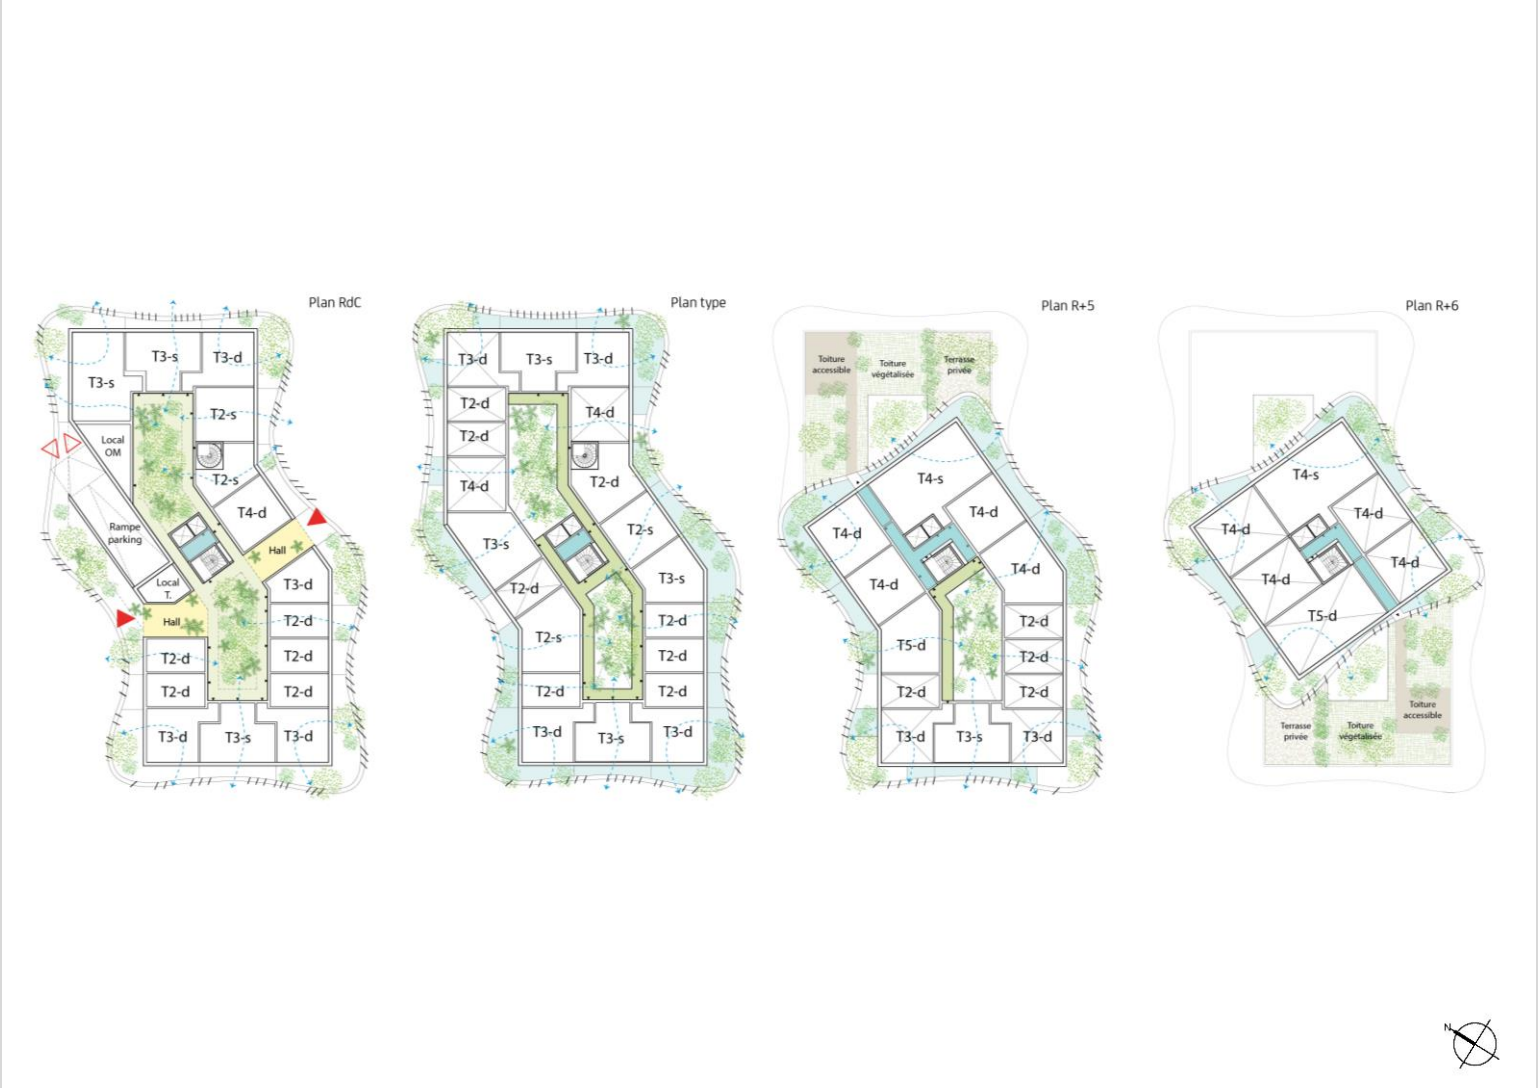 Plan RdC
T3-s
T3-d
T3-s
T2-s
Local
OM
T2-s
T4-d
Rampe
parking
Hall
Local
T.
T3-d
Hall
T2-d
T2-d
T2-d
T2-d
T2-d
T3-d
T3-s
T3-d
Plan type
T3-d
T3-s
T3-d
T2-d
T4-d
T2-d
T4-d
T2-d
T2-s
T3-s
T2-d
T3-s
T2-s
T2-d
T2-d
T2-d
T2-d
T3-d
T3-s
T3-d
Plan R+5
Toiture
accessible
Toiture
végétalisée
Terrasse
privée
T4-s
T4-d
T4-d
T4-d
T4-d
T2-d
T5-d
T2-d
T2-d
T2-d
T3-d
T3-s
T3-d
Plan R+6
T4-s
T4-d
T4-d
T4-d
T4-d
T5-d
Terrasse
privée
Toiture
végétalisée
Toiture
accessible
N